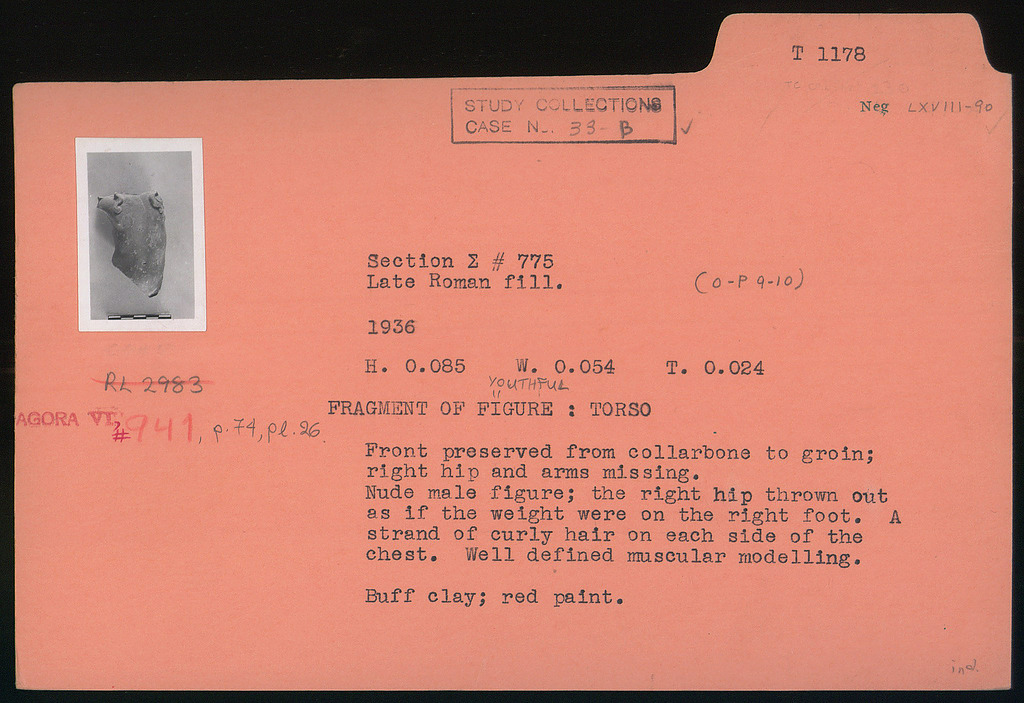 T 1178
Neg LXVIII-90
STUDY COLLECTIONS
CASE No. 33-B ✓
Section Σ # 775
Late Roman fill. (O-P 9-10)
1936
H. 0.085 W. 0.054 T. 0.024
YOUTHFUL
FRAGMENT OF FIGURE : TORSO
RL 2983
AGORA VI, # 941, p. 74, pl. 26
Front preserved from collarbone to groin;
right hip and arms missing.
Nude male figure; the right hip thrown out
as if the weight were on the right foot. A
strand of curly hair on each side of the
chest. Well defined muscular modelling.
Buff clay; red paint.
ind.